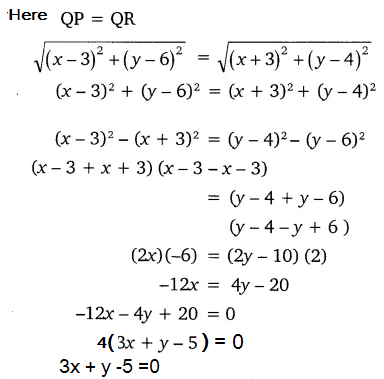 Here QP = QR
√(x – 3)² + (y – 6)² = √(x + 3)² + (y – 4)²
(x – 3)² + (y – 6)² = (x + 3)² + (y – 4)²
(x – 3)² – (x + 3)² = (y – 4)² – (y – 6)²
(x – 3 + x + 3) (x – 3 – x – 3)
= (y – 4 + y – 6)
(y – 4 – y + 6 )
(2x)(–6) = (2y – 10) (2)
–12x = 4y – 20
–12x – 4y + 20 = 0
4(3x + y – 5) = 0
3x + y -5 =0